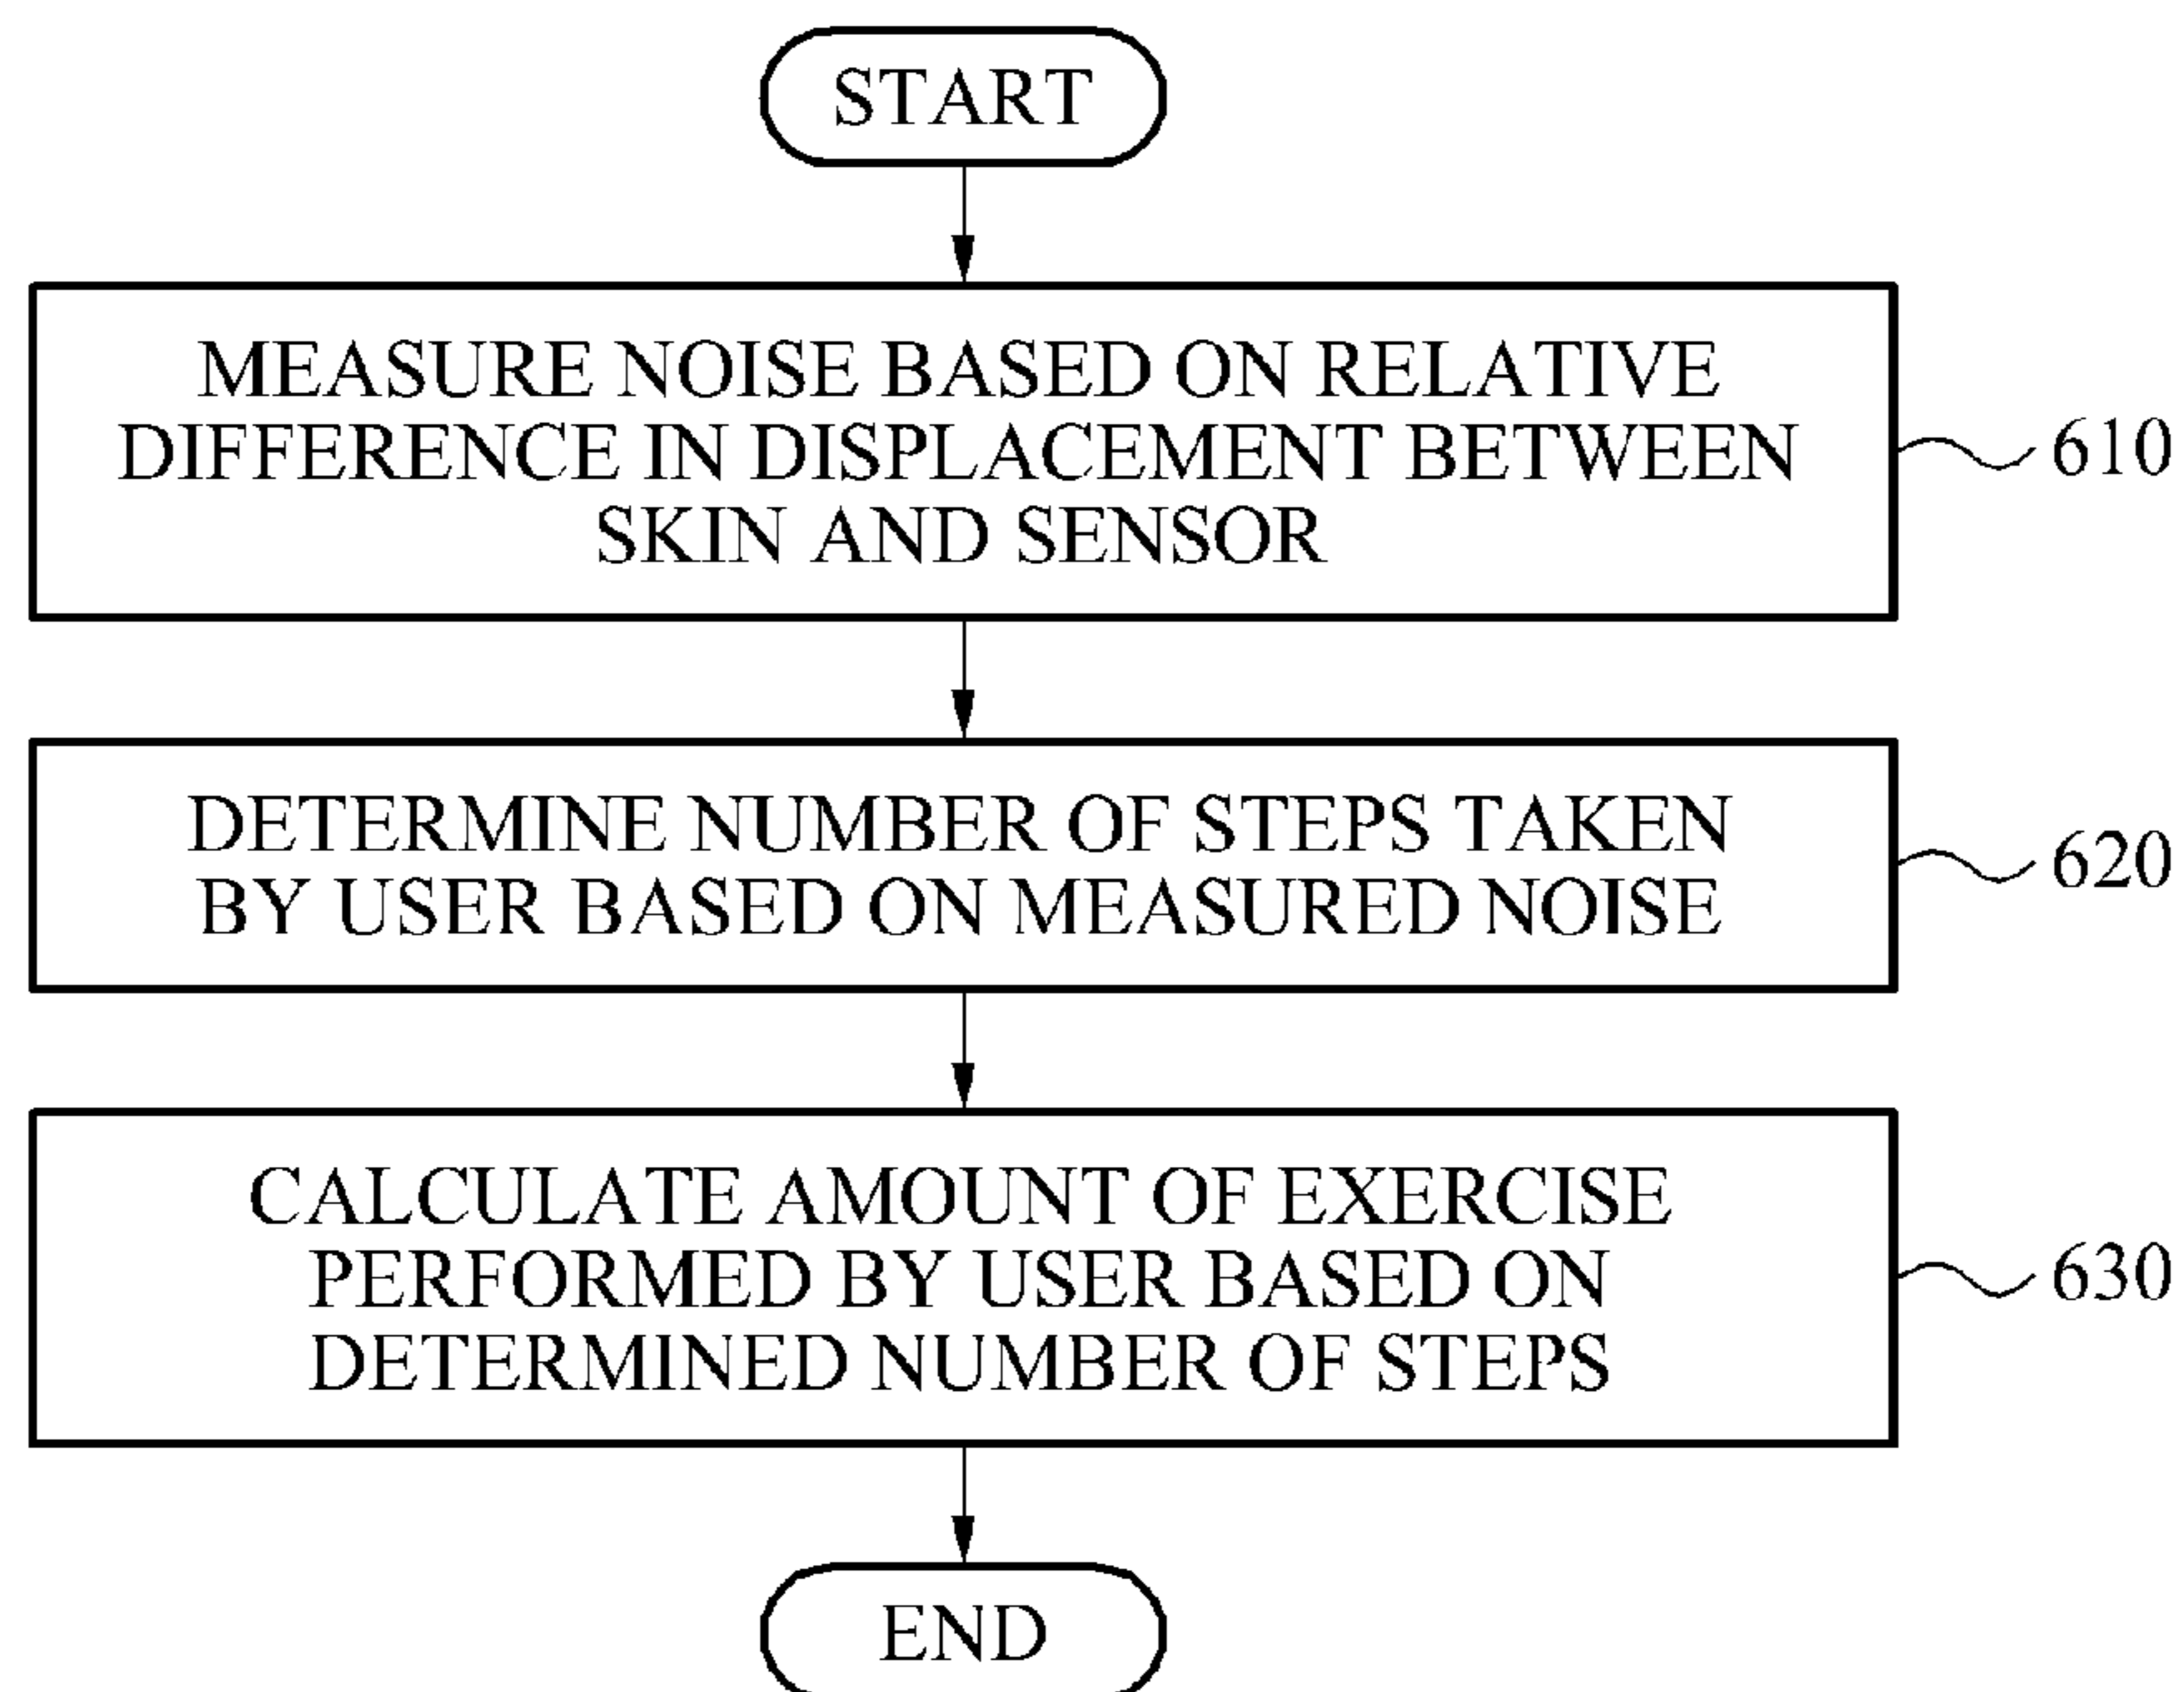 START
MEASURE NOISE BASED ON RELATIVE
DIFFERENCE IN DISPLACEMENT BETWEEN
SKIN AND SENSOR
610
DETERMINE NUMBER OF STEPS TAKEN
BY USER BASED ON MEASURED NOISE
620
CALCULATE AMOUNT OF EXERCISE
PERFORMED BY USER BASED ON
DETERMINED NUMBER OF STEPS
630
END